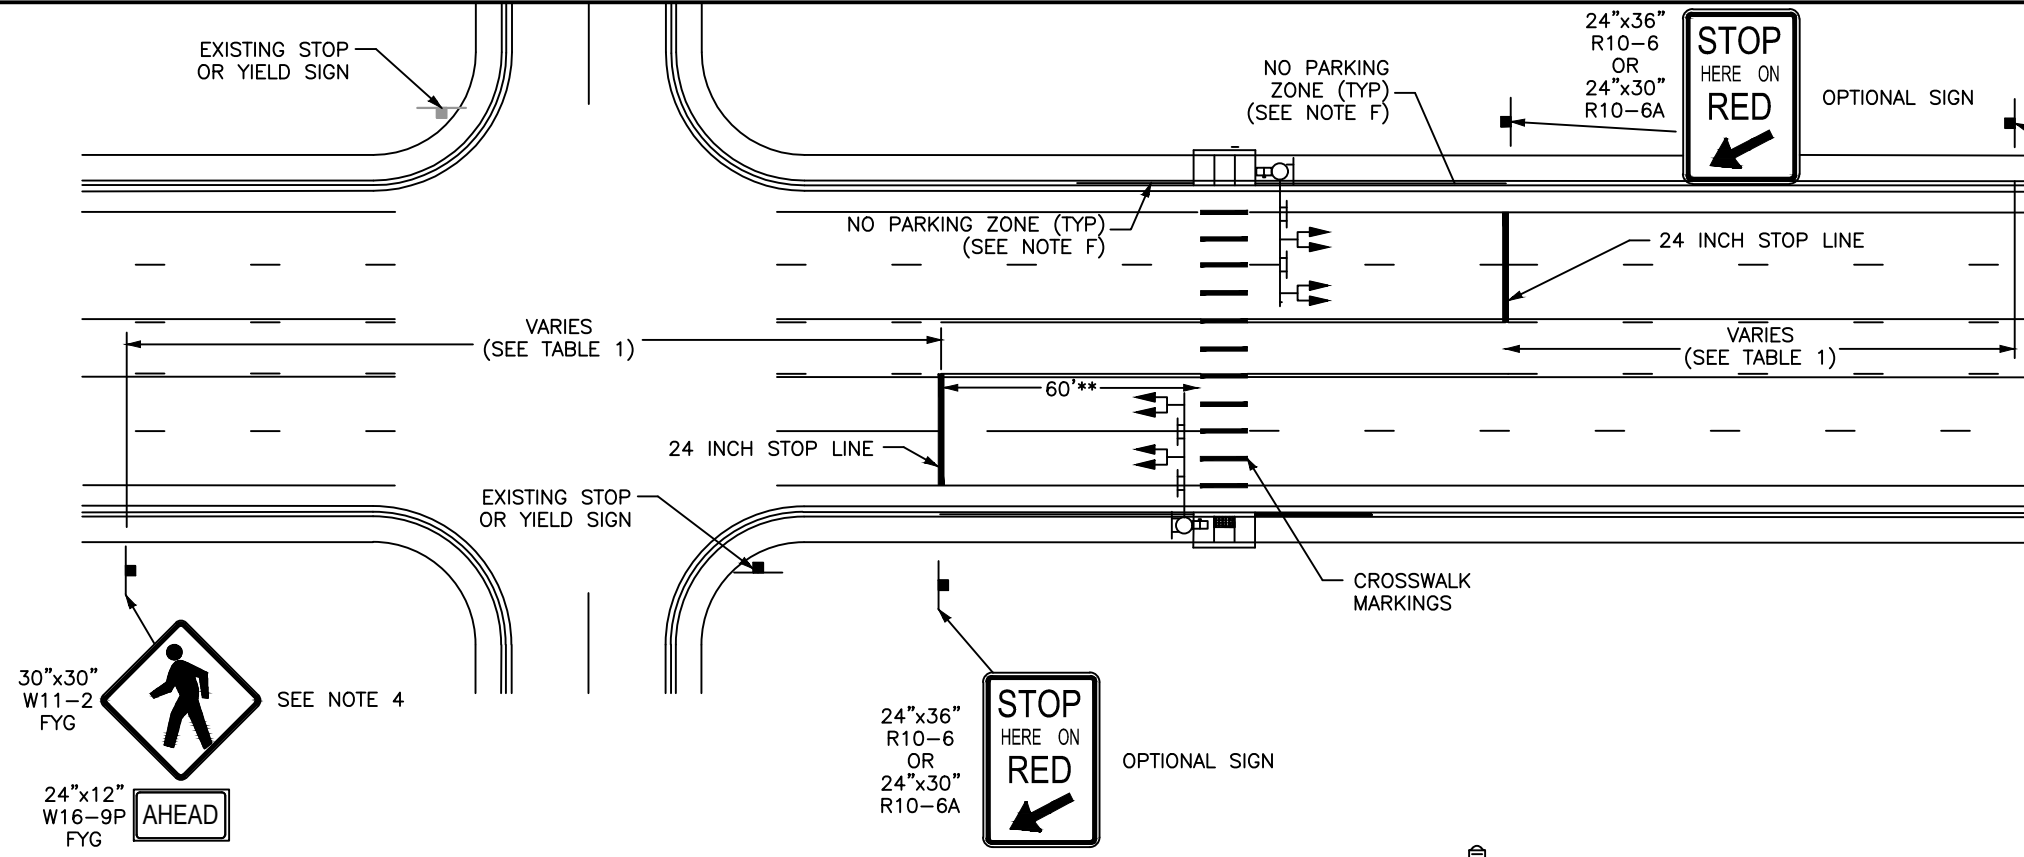 EXISTING STOP
OR YIELD SIGN
NO PARKING
ZONE (TYP)
(SEE NOTE F)
24"x36"
R10-6
OR
24"x30"
R10-6A
STOP
HERE ON
RED
OPTIONAL SIGN
NO PARKING ZONE (TYP)
(SEE NOTE F)
24 INCH STOP LINE
VARIES
(SEE TABLE 1)
VARIES
(SEE TABLE 1)
60'**
24 INCH STOP LINE
EXISTING STOP
OR YIELD SIGN
CROSSWALK
MARKINGS
30"x30"
W11-2
FYG
SEE NOTE 4
24"x12"
W16-9P
FYG
AHEAD
24"x36"
R10-6
OR
24"x30"
R10-6A
STOP
HERE ON
RED
OPTIONAL SIGN